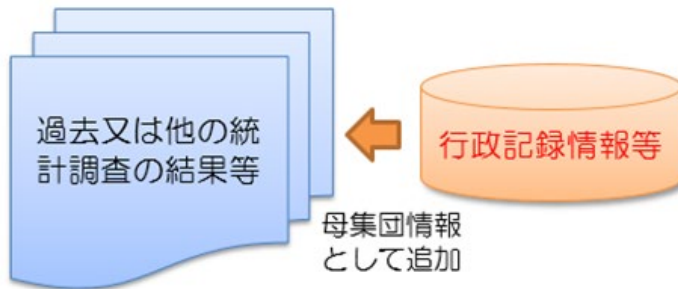 過去又は他の統
計調査の結果等
行政記録情報等
母集団情報
として追加